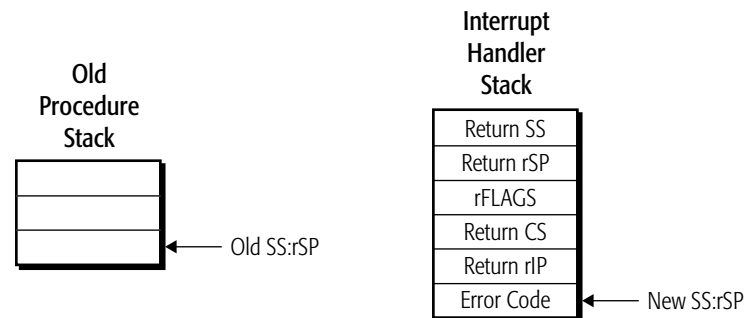 Old
Procedure
Stack
Old SS:rSP
Interrupt
Handler
Stack
Return SS
Return rSP
rFLAGS
Return CS
Return rIP
Error Code
New SS:rSP